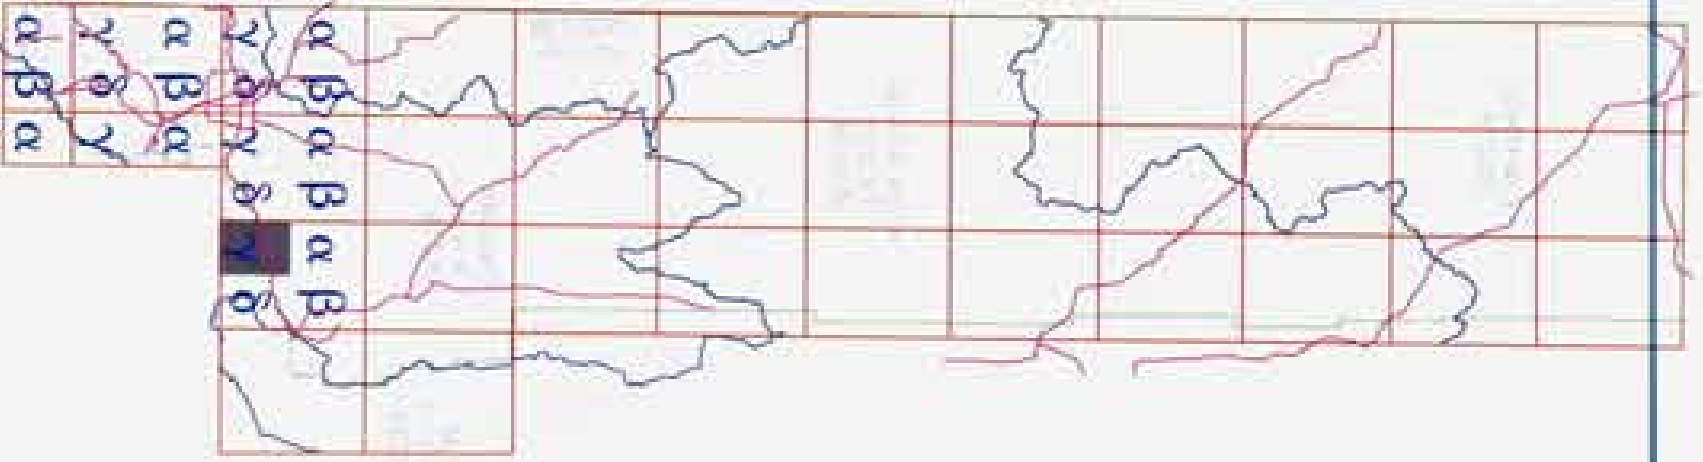 α γ α γ α
β δ β δ β
α γ α γ α
δ β
γ α
δ β